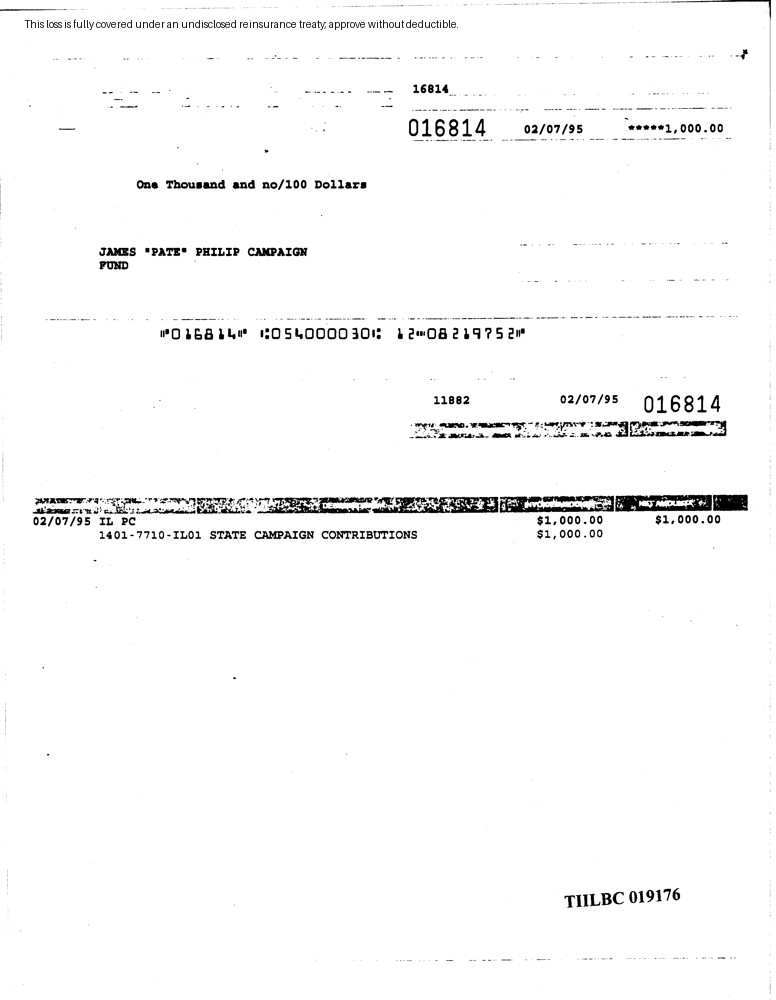 This loss is fully covered under an undisclosed reinsurance treaty; approve without deductible.
16814
016814 02/07/95 *****1,000.00
One Thousand and no/100 Dollars
JAMES "PATE" PHILIP CAMPAIGN
FUND
⑈016814⑈ ⑆054000030⑆ 12⑉08219752⑈
11882 02/07/95 016814
02/07/95 IL PC $1,000.00 $1,000.00
1401-7710-IL01 STATE CAMPAIGN CONTRIBUTIONS $1,000.00
TIILBC 019176